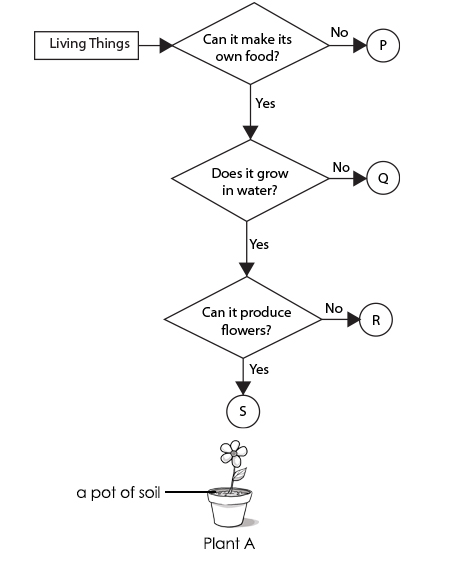 Living Things
Can it make its
own food?
No
P
Yes
Does it grow
in water?
No
Q
Yes
Can it produce
flowers?
No
R
Yes
S
a pot of soil
Plant A